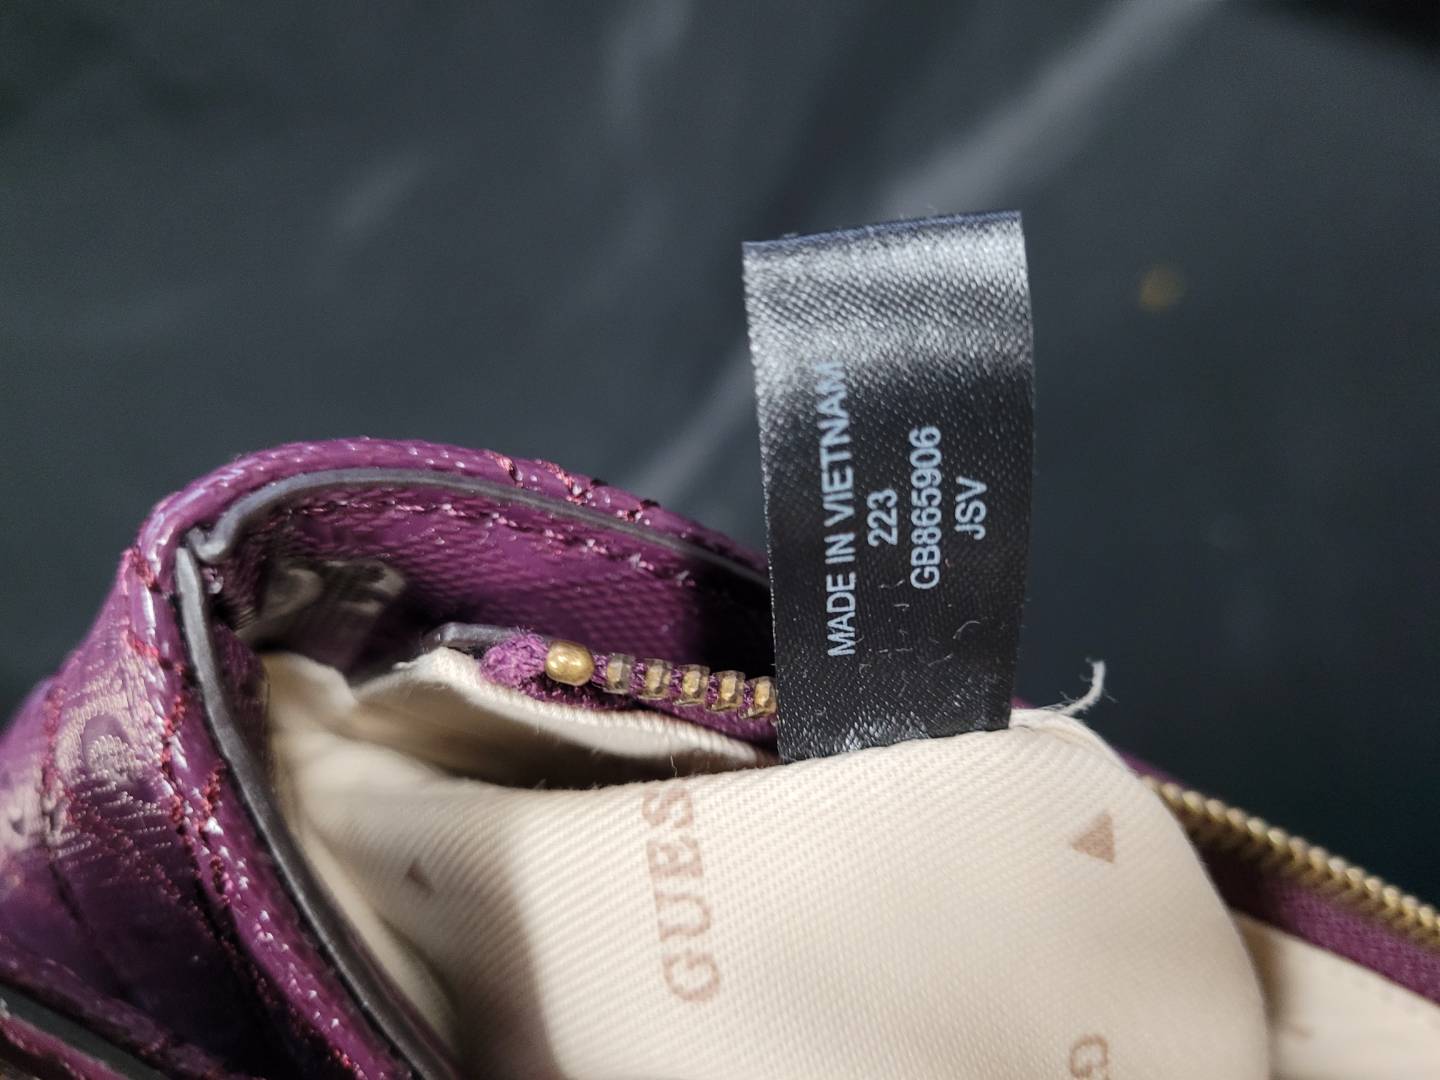 MADE IN VIETNAM
223
GB865906
JSV
GUES
G